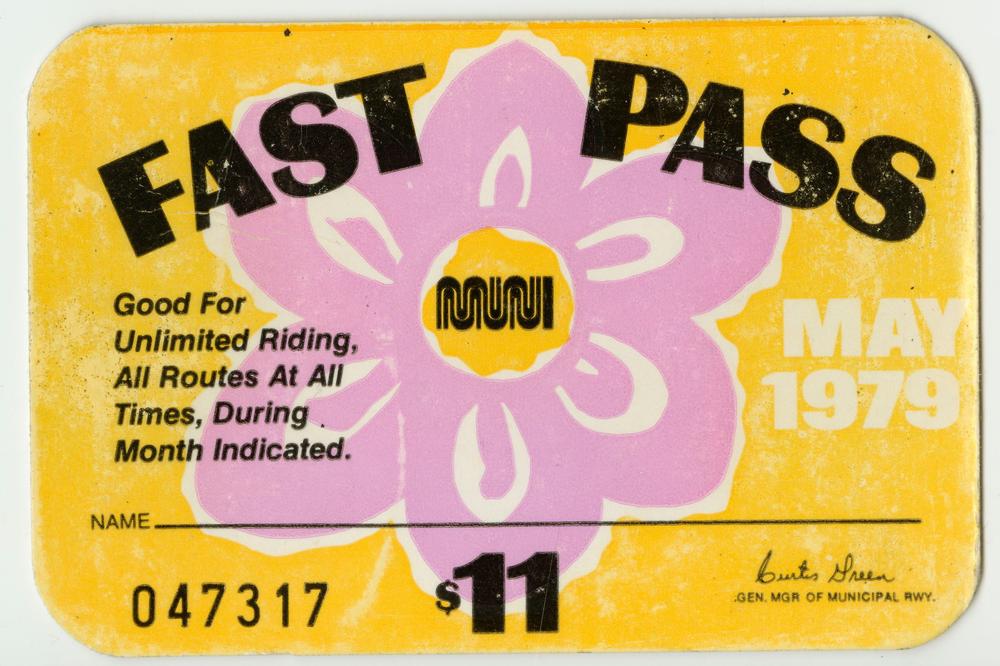 FAST PASS
MUNI
Good For
Unlimited Riding,
All Routes At All
Times, During
Month Indicated.
MAY
1979
NAME
047317
$11
Curtis Green
GEN. MGR OF MUNICIPAL RWY.